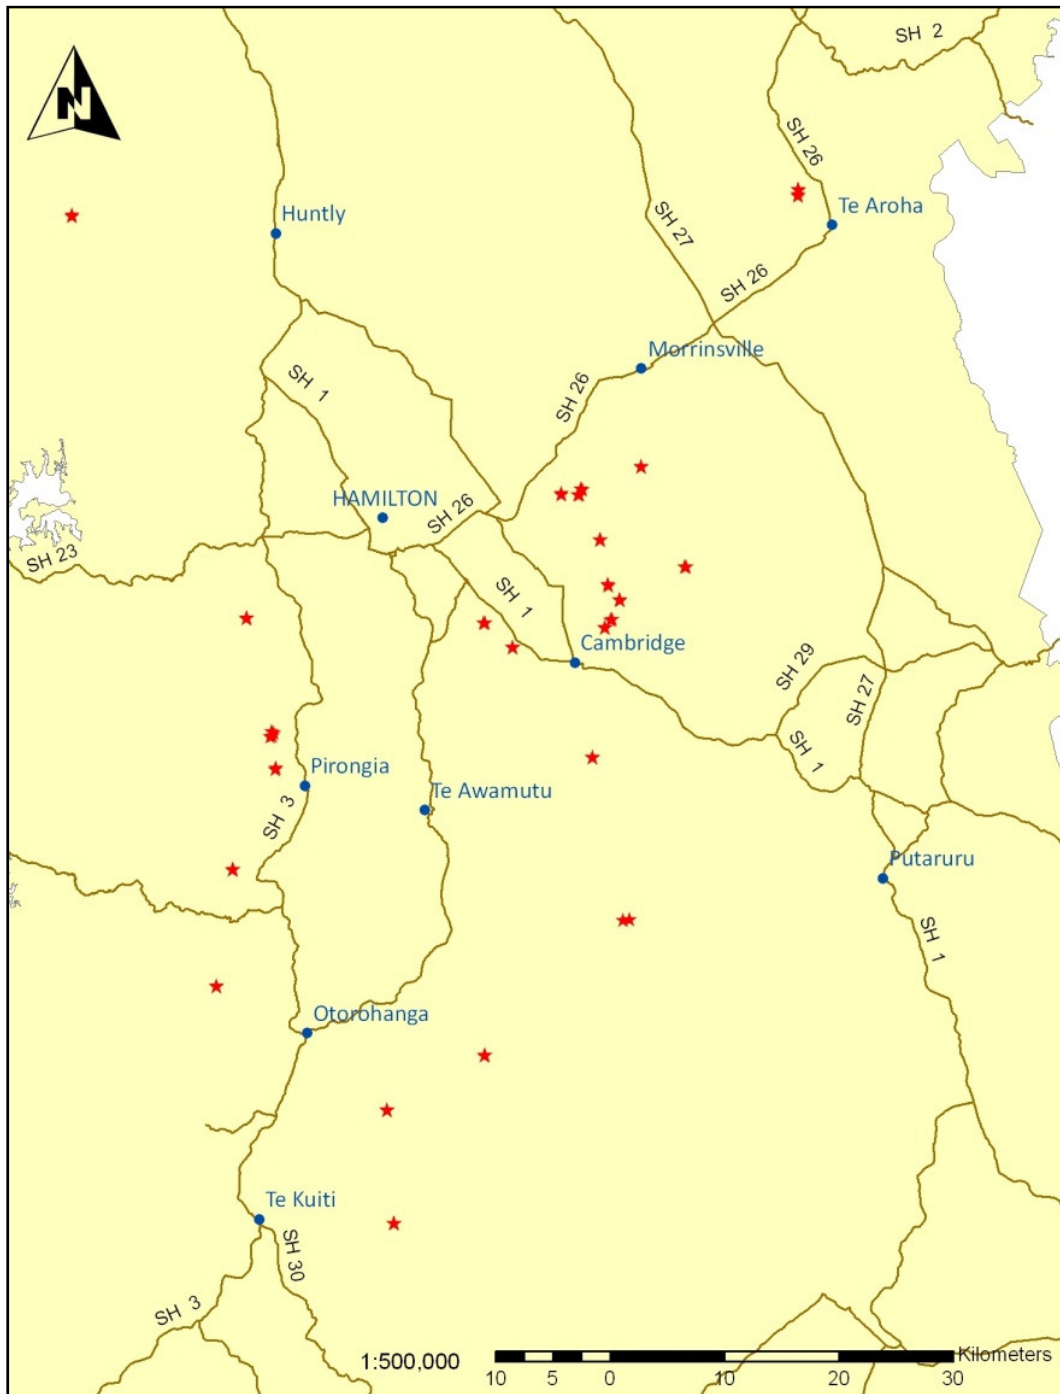 SH 2
N
SH 26
Huntly
SH 27
Te Aroha
SH 26
Morrinsville
SH 1
SH 26
HAMILTON
SH 26
SH 23
SH 1
Cambridge
SH 29
SH 27
SH 1
Pirongia
Te Awamutu
SH 3
Putaruru
SH 1
Otorohanga
Te Kuiti
SH 30
SH 3
1:500,000
Kilometers
10 5 0 10 20 30